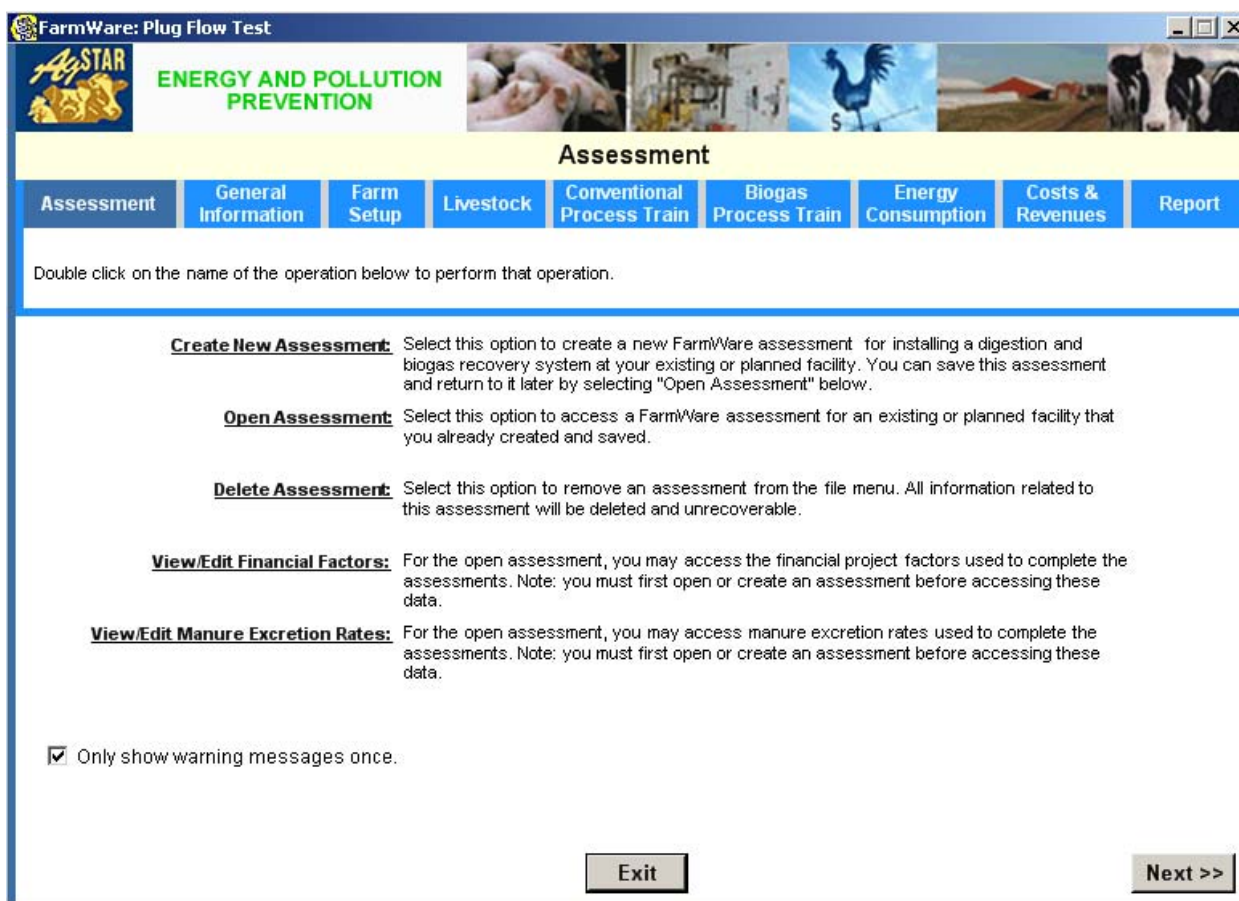 FarmWare: Plug Flow Test
AgSTAR
ENERGY AND POLLUTION
PREVENTION
S
Assessment
Assessment
General
Information
Farm
Setup
Livestock
Conventional
Process Train
Biogas
Process Train
Energy
Consumption
Costs &
Revenues
Report
Double click on the name of the operation below to perform that operation.
Create New Assessment: Select this option to create a new FarmWare assessment for installing a digestion and
biogas recovery system at your existing or planned facility. You can save this assessment
and return to it later by selecting "Open Assessment" below.
Open Assessment: Select this option to access a FarmWare assessment for an existing or planned facility that
you already created and saved.
Delete Assessment: Select this option to remove an assessment from the file menu. All information related to
this assessment will be deleted and unrecoverable.
View/Edit Financial Factors: For the open assessment, you may access the financial project factors used to complete the
assessments. Note: you must first open or create an assessment before accessing these
data.
View/Edit Manure Excretion Rates: For the open assessment, you may access manure excretion rates used to complete the
assessments. Note: you must first open or create an assessment before accessing these
data.
Only show warning messages once.
Exit
Next >>